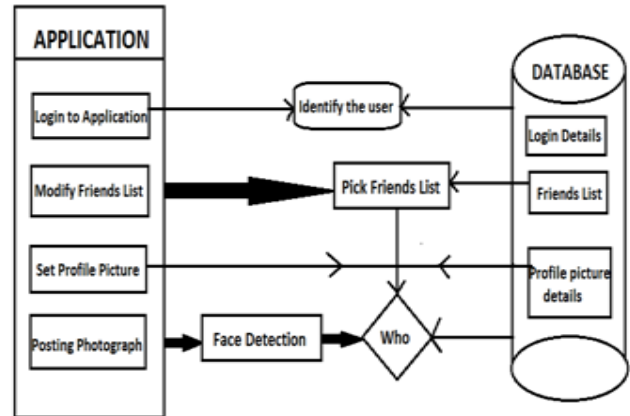 APPLICATION
DATABASE
Login to Application
Identify the user
Login Details
Modify Friends List
Pick Friends List
Friends List
Set Profile Picture
Profile picture
details
Posting Photograph
Face Detection
Who